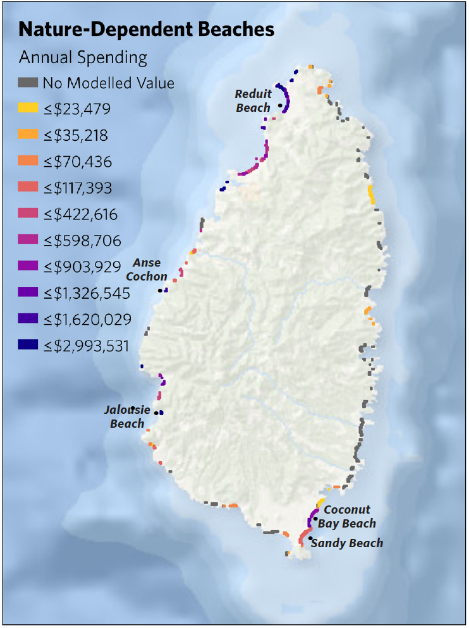 Nature-Dependent Beaches
Annual Spending
No Modelled Value
≤$23,479
≤$35,218
≤$70,436
≤$117,393
≤$422,616
≤$598,706
≤$903,929
≤$1,326,545
≤$1,620,029
≤$2,993,531
Reduit
Beach
Anse
Cochon
Jalousie
Beach
Coconut
Bay Beach
Sandy Beach